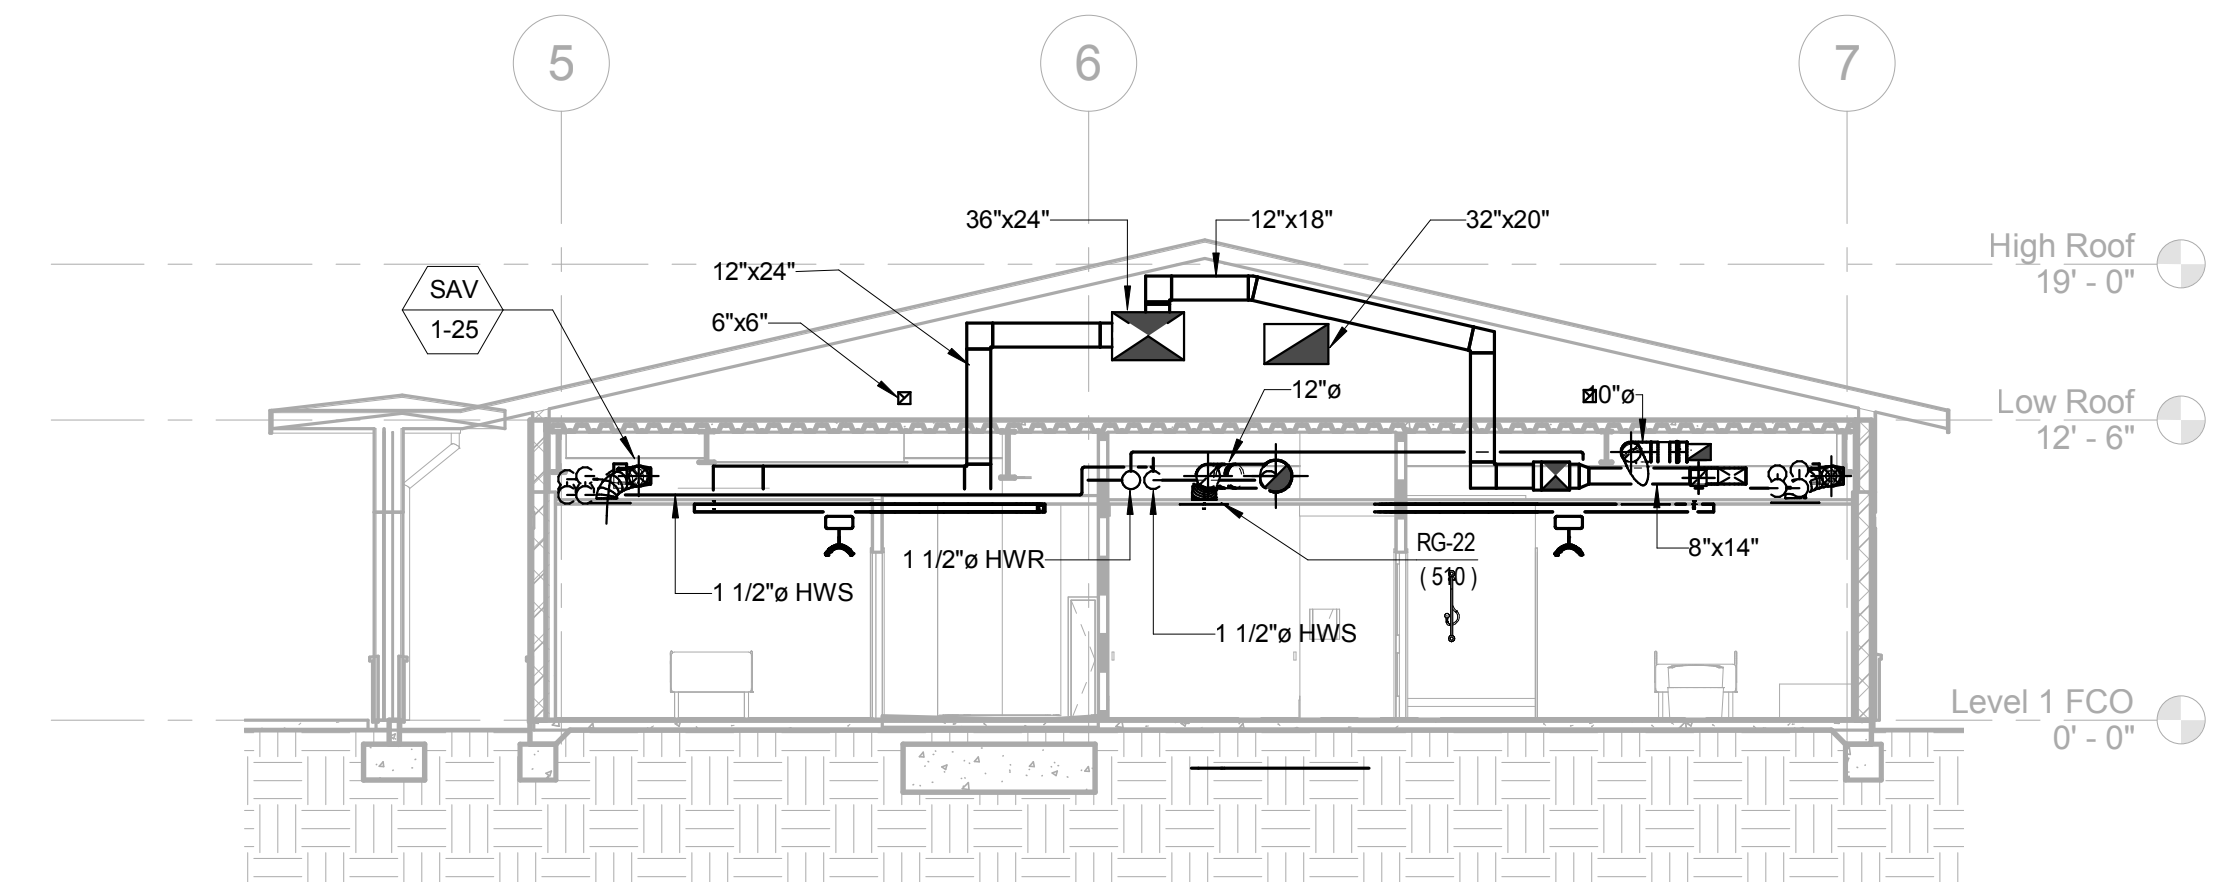 5
6
7
36"x24"
12"x18"
32"x20"
High Roof
19' - 0"
12"x24"
SAV
1-25
6"x6"
12"ø
10"ø
Low Roof
12' - 6"
1 1/2"ø HWR
RG-22
( 510 )
8"x14"
1 1/2"ø HWS
1 1/2"ø HWS
Level 1 FCO
0' - 0"